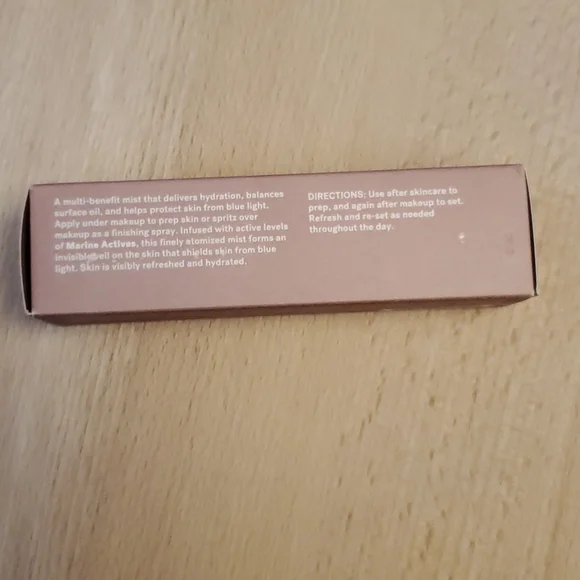 A multi-benefit mist that delivers hydration, balances
surface oil, and helps protect skin from blue light.
Apply under makeup to prep skin or spritz over
makeup as a finishing spray. Infused with active levels
of Marine Actives, this finely atomized mist forms an
invisible veil on the skin that shields skin from blue
light. Skin is visibly refreshed and hydrated.
DIRECTIONS: Use after skincare to
prep, and again after makeup to set.
Refresh and re-set as needed
throughout the day.